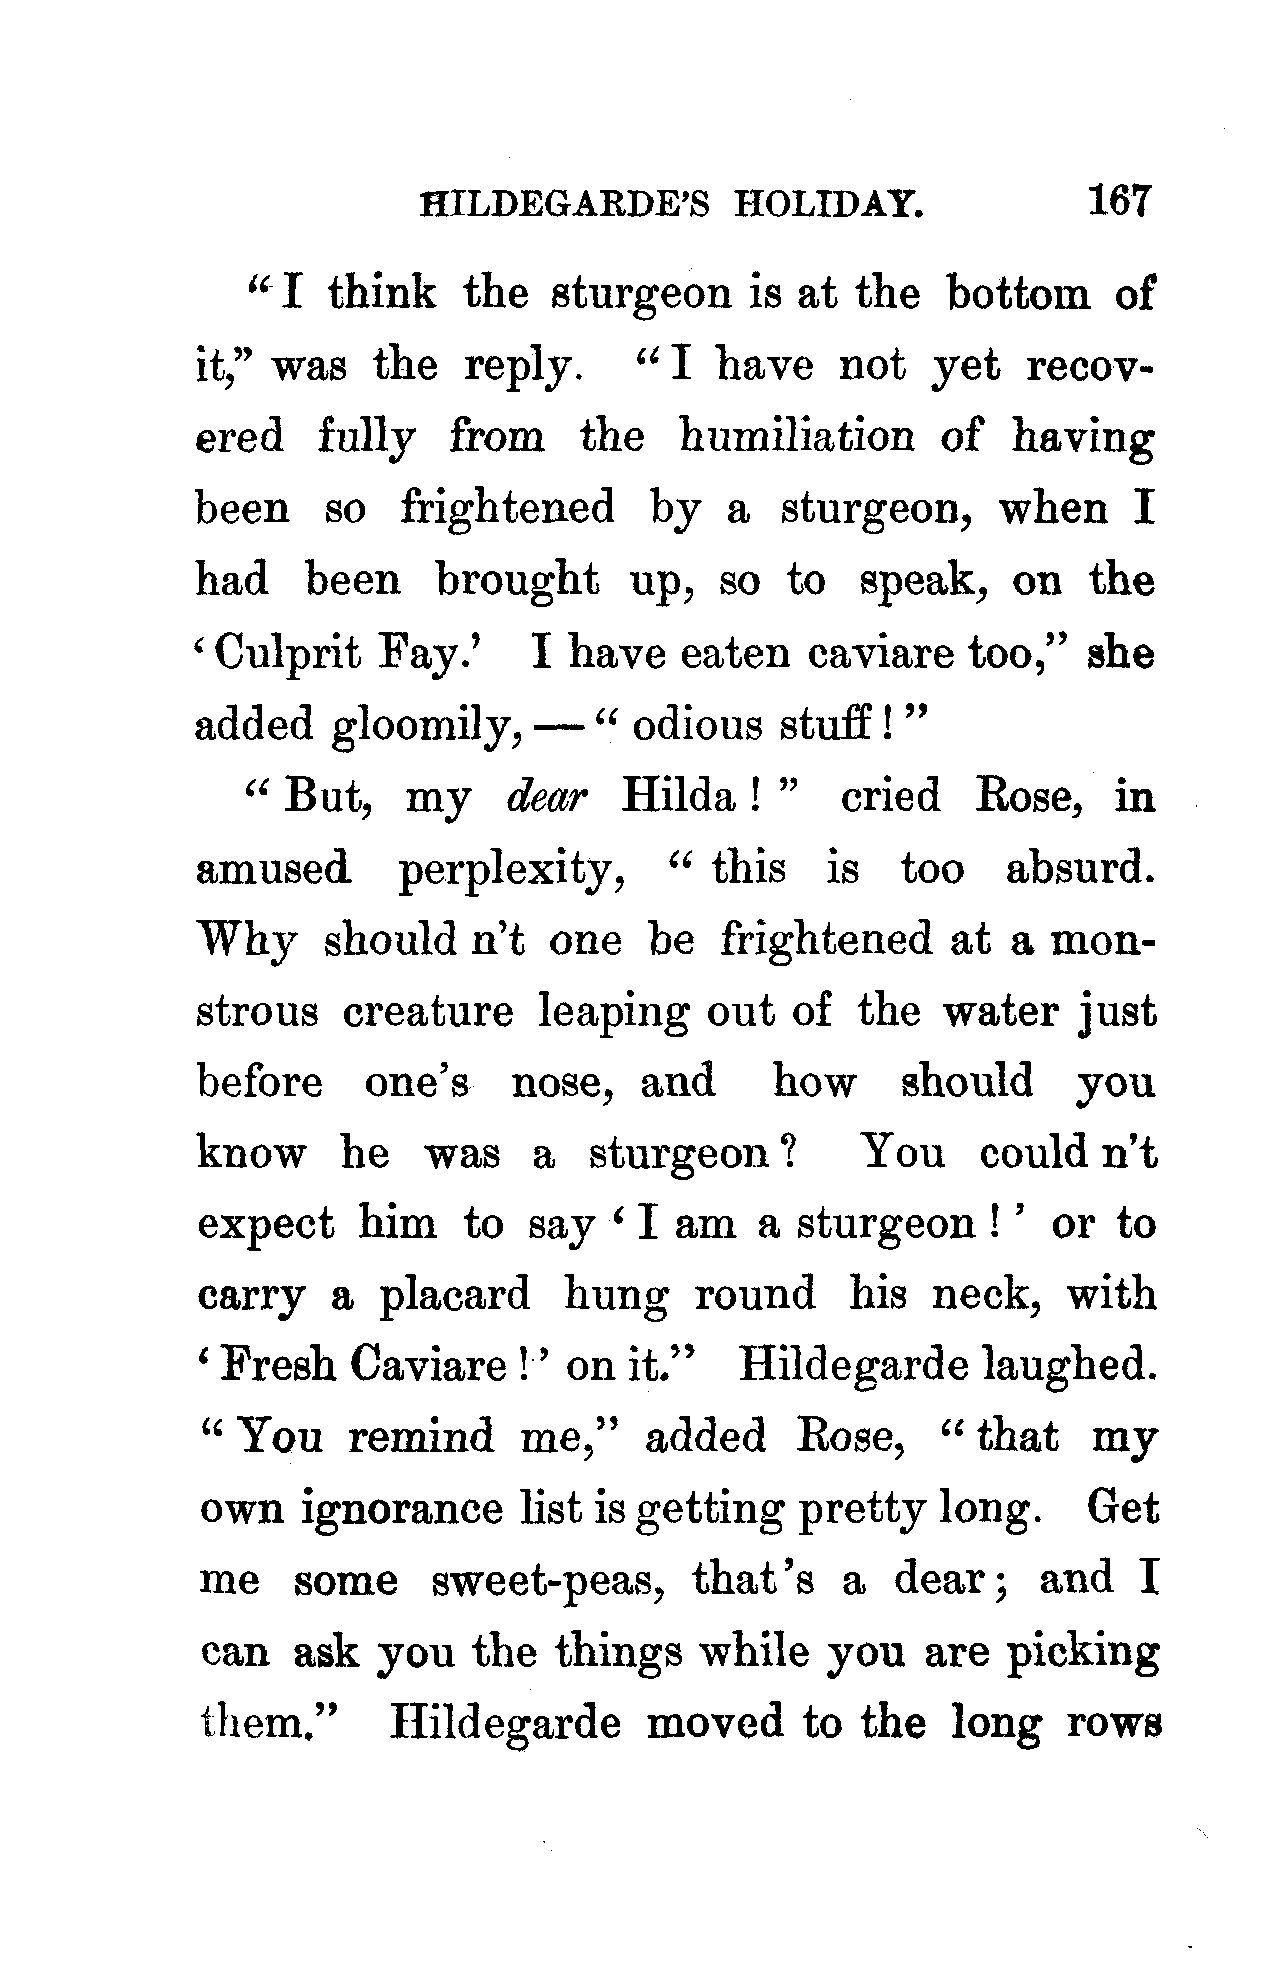 HILDEGARDE'S HOLIDAY. 167
"I think the sturgeon is at the bottom of
it," was the reply. "I have not yet recov-
ered fully from the humiliation of having
been so frightened by a sturgeon, when I
had been brought up, so to speak, on the
'Culprit Fay.' I have eaten caviare too," she
added gloomily, — "odious stuff!"
"But, my dear Hilda!" cried Rose, in
amused perplexity, "this is too absurd.
Why should n't one be frightened at a mon-
strous creature leaping out of the water just
before one's nose, and how should you
know he was a sturgeon? You could n't
expect him to say 'I am a sturgeon!' or to
carry a placard hung round his neck, with
'Fresh Caviare!' on it." Hildegarde laughed.
"You remind me," added Rose, "that my
own ignorance list is getting pretty long. Get
me some sweet-peas, that's a dear; and I
can ask you the things while you are picking
them." Hildegarde moved to the long rows